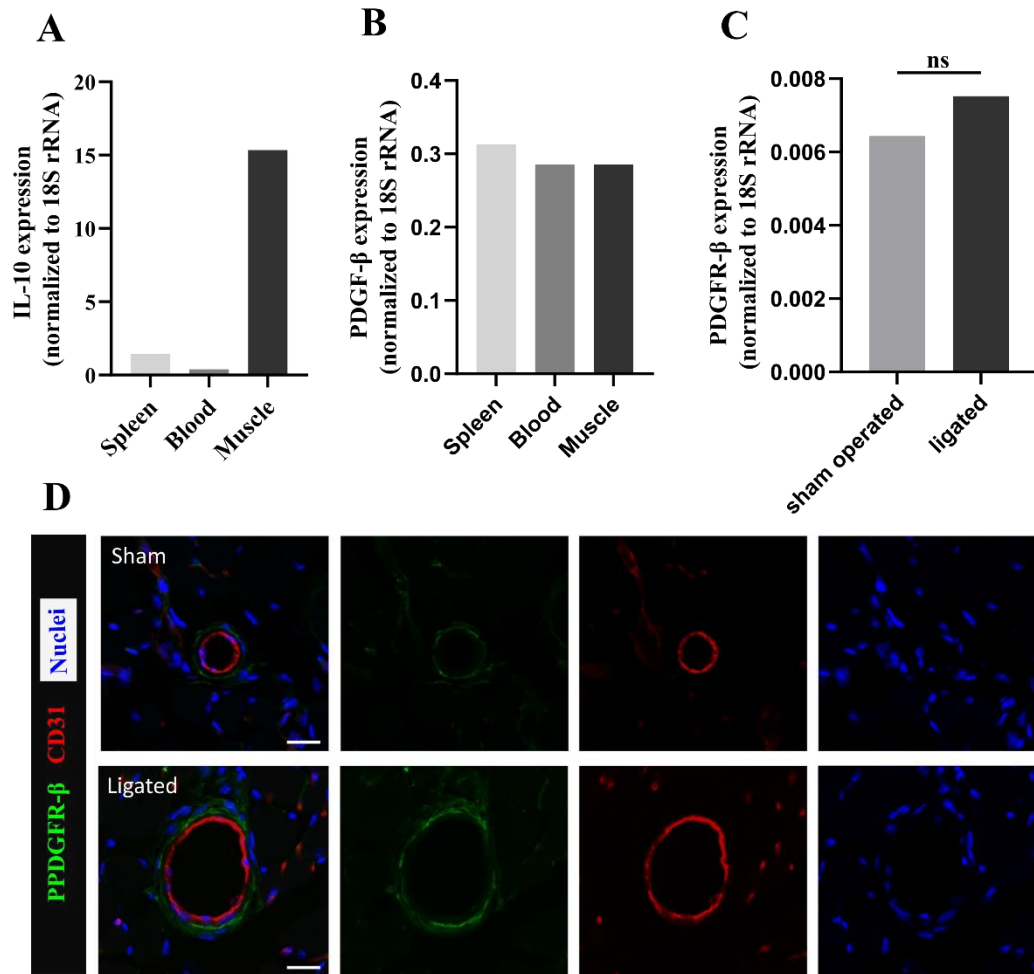 A
IL-10 expression
(normalized to 18S rRNA)
20
15
10
5
0
Spleen
Blood
Muscle
B
PDGF-β expression
(normalized to 18S rRNA)
0.4
0.3
0.2
0.1
0.0
Spleen
Blood
Muscle
C
ns
PDGFR-β expression
(normalized to 18S rRNA)
0.008
0.006
0.004
0.002
0.000
sham operated
ligated
D
PPDGFR-β CD31 Nuclei
Sham
Ligated